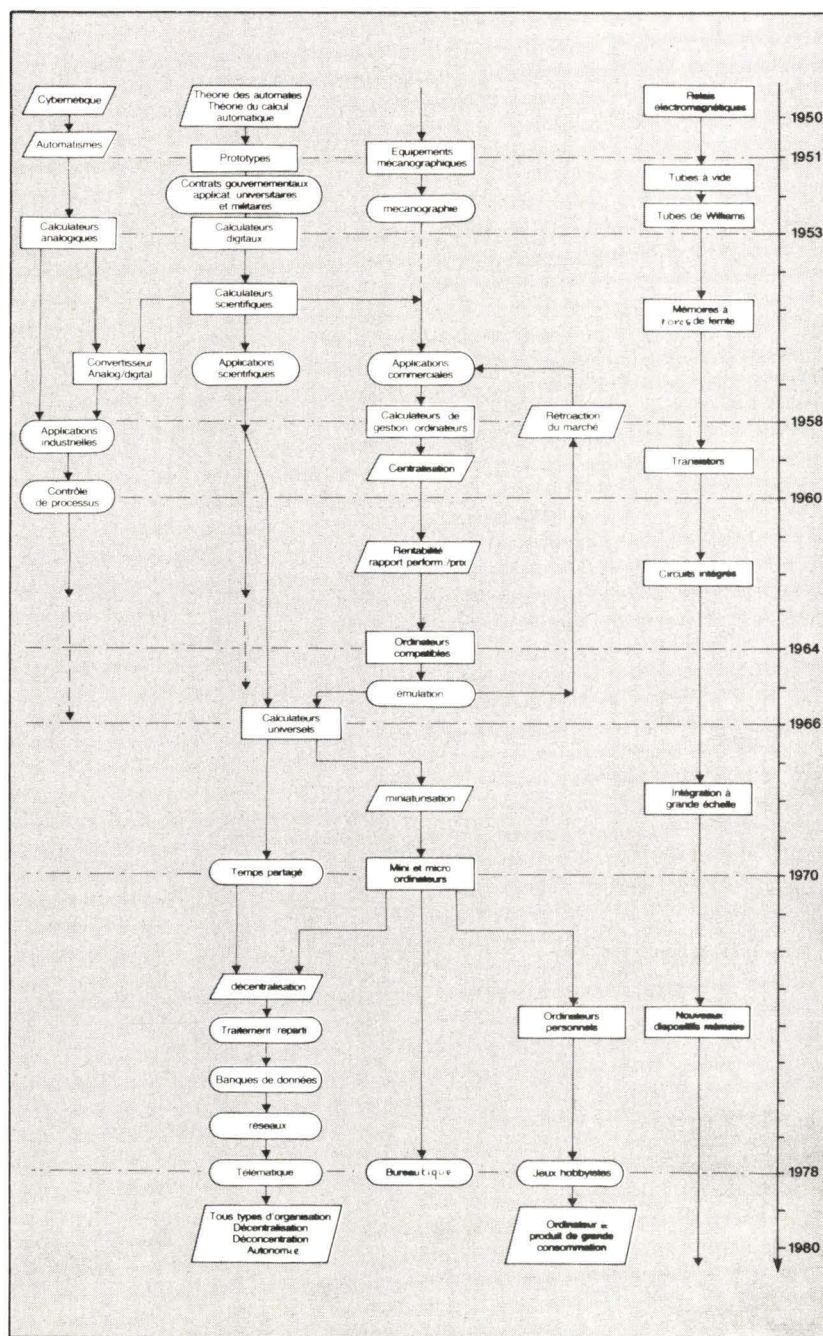 Cybernétique
Automatismes
Calculateurs
analogiques
Convertisseur
Analog/digital
Applications
industrielles
Contrôle
de processus
Théorie des automates
Théorie du calcul
automatique
Prototypes
Contrats gouvernementaux
applicat universitaires
et militaires
Calculateurs
digitaux
Calculateurs
scientifiques
Applications
scientifiques
Calculateurs
universels
Temps partagé
décentralisation
Traitement reparti
Banques de données
réseaux
Télématique
Tous types d'organisation
Décentralisation
Déconcentration
Autonomie
Equipements
mécanographiques
mécanographie
Applications
commerciales
Calculateurs de
gestion ordinateurs
Centralisation
Rentabilité
rapport perform./prix
Ordinateurs
compatibles
émulation
miniaturisation
Mini et micro
ordinateurs
Bureautique
Rétroaction
du marché
Ordinateurs
personnels
Jeux hobbyistes
Ordinateur =
produit de grande
consommation
Relais
électromagnétiques
Tubes à vide
Tubes de Williams
Mémoires à
tores de ferrite
Transistors
Circuits intégrés
Intégration à
grande échelle
Nouveaux
dispositifs mémoire
1950
1951
1953
1958
1960
1964
1966
1970
1978
1980